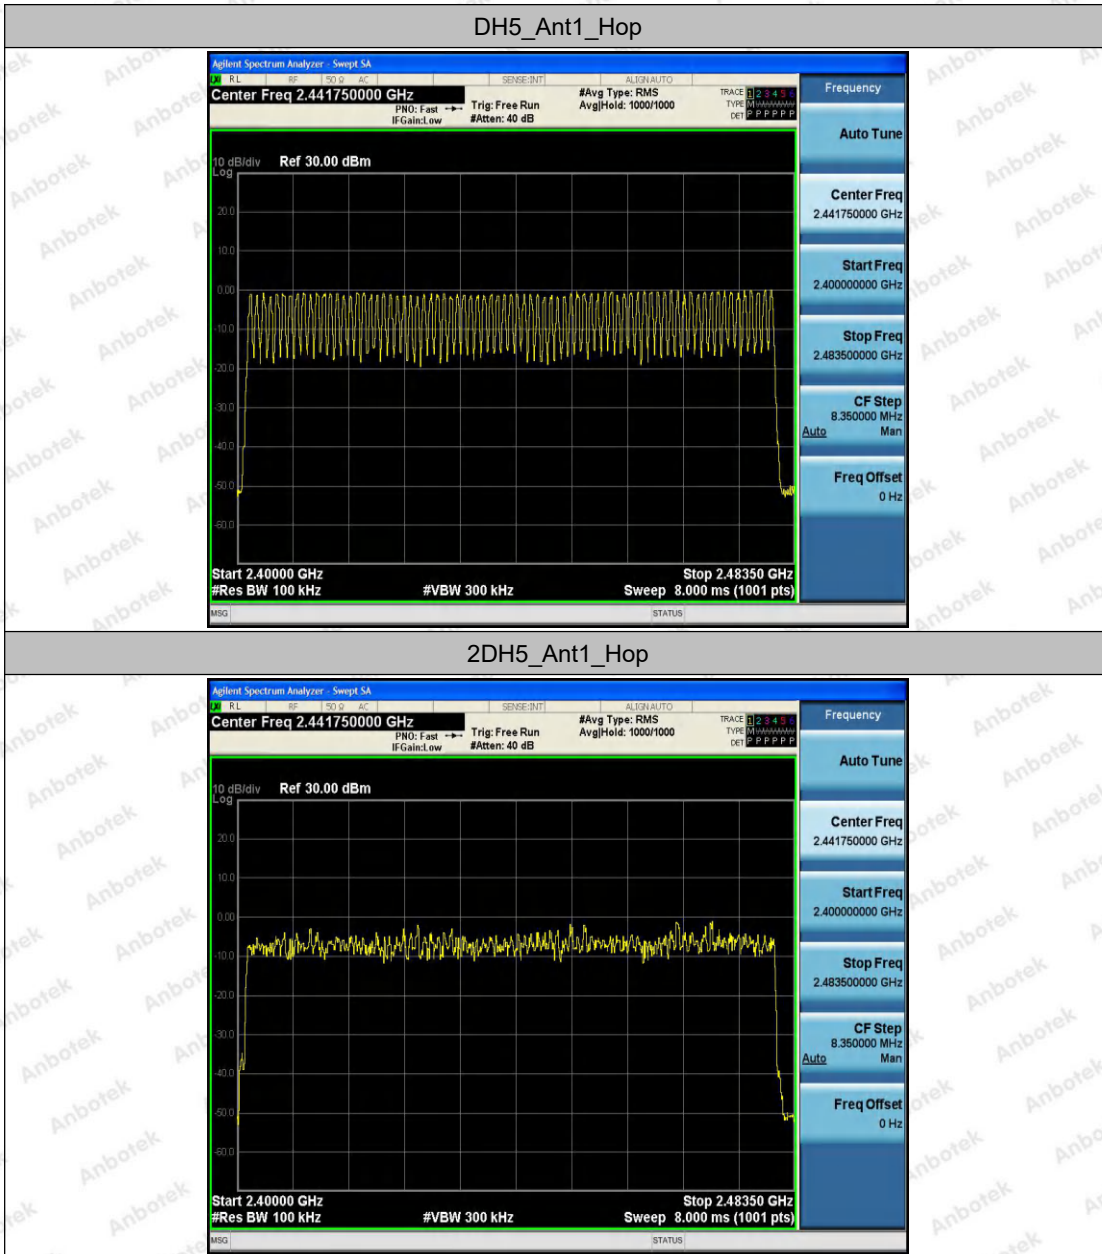 DH5_Ant1_Hop
Agilent Spectrum Analyzer - Swept SA
RL RF 50 Ω AC SENSE:INT ALIGNAUTO
Center Freq 2.441750000 GHz
PNO: Fast
IFGain:Low
Trig: Free Run
#Atten: 40 dB
#Avg Type: RMS
Avg|Hold: 1000/1000
TRACE 1 2 3 4 5 6
TYPE M
DET P P P P P P
10 dB/div Ref 30.00 dBm
Log
20.0
10.0
0.00
-10.0
-20.0
-30.0
-40.0
-50.0
-60.0
Start 2.40000 GHz Stop 2.48350 GHz
#Res BW 100 kHz #VBW 300 kHz Sweep 8.000 ms (1001 pts)
MSG STATUS
Frequency
Auto Tune
Center Freq
2.441750000 GHz
Start Freq
2.400000000 GHz
Stop Freq
2.483500000 GHz
CF Step
8.350000 MHz
Auto Man
Freq Offset
0 Hz
2DH5_Ant1_Hop
Agilent Spectrum Analyzer - Swept SA
RL RF 50 Ω AC SENSE:INT ALIGNAUTO
Center Freq 2.441750000 GHz
PNO: Fast
IFGain:Low
Trig: Free Run
#Atten: 40 dB
#Avg Type: RMS
Avg|Hold: 1000/1000
TRACE 1 2 3 4 5 6
TYPE M
DET P P P P P P
10 dB/div Ref 30.00 dBm
Log
20.0
10.0
0.00
-10.0
-20.0
-30.0
-40.0
-50.0
-60.0
Start 2.40000 GHz Stop 2.48350 GHz
#Res BW 100 kHz #VBW 300 kHz Sweep 8.000 ms (1001 pts)
MSG STATUS
Frequency
Auto Tune
Center Freq
2.441750000 GHz
Start Freq
2.400000000 GHz
Stop Freq
2.483500000 GHz
CF Step
8.350000 MHz
Auto Man
Freq Offset
0 Hz
Anbotek